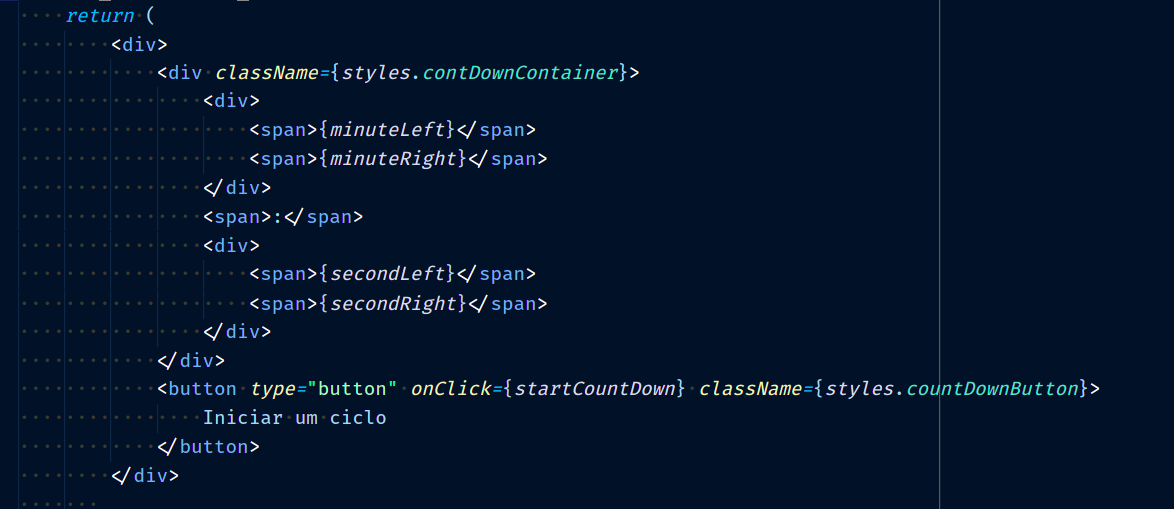 return (
<div>
<div className={styles.contDownContainer}>
<div>
<span>{minuteLeft}</span>
<span>{minuteRight}</span>
</div>
<span>:</span>
<div>
<span>{secondLeft}</span>
<span>{secondRight}</span>
</div>
</div>
<button type="button" onClick={startCountDown} className={styles.countDownButton}>
Iniciar um ciclo
</button>
</div>